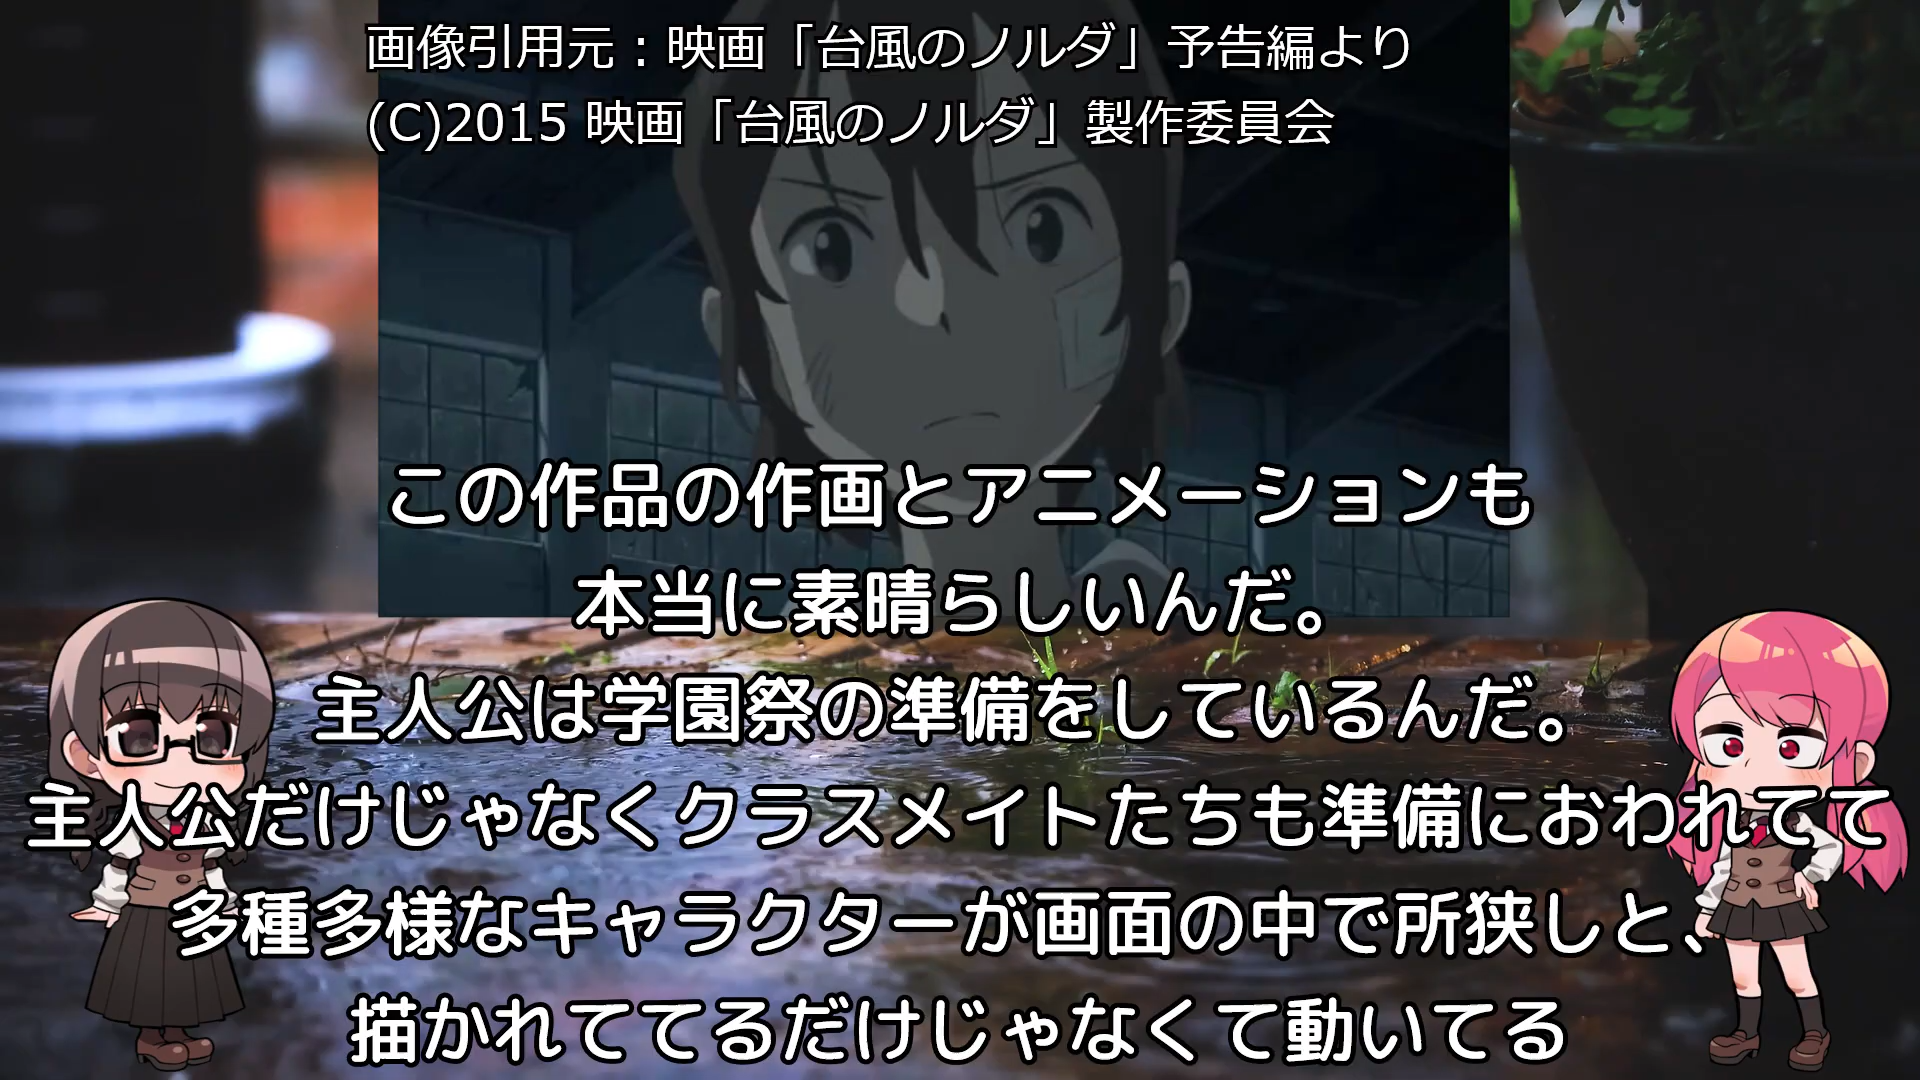 画像引用元：映画「台風のノルダ」予告編より
(C)2015 映画「台風のノルダ」製作委員会
この作品の作画とアニメーションも
本当に素晴らしいんだ。
主人公は学園祭の準備をしているんだ。
主人公だけじゃなくクラスメイトたちも準備におわれてて
多種多様なキャラクターが画面の中で所狭しと、
描かれててるだけじゃなくて動いてる